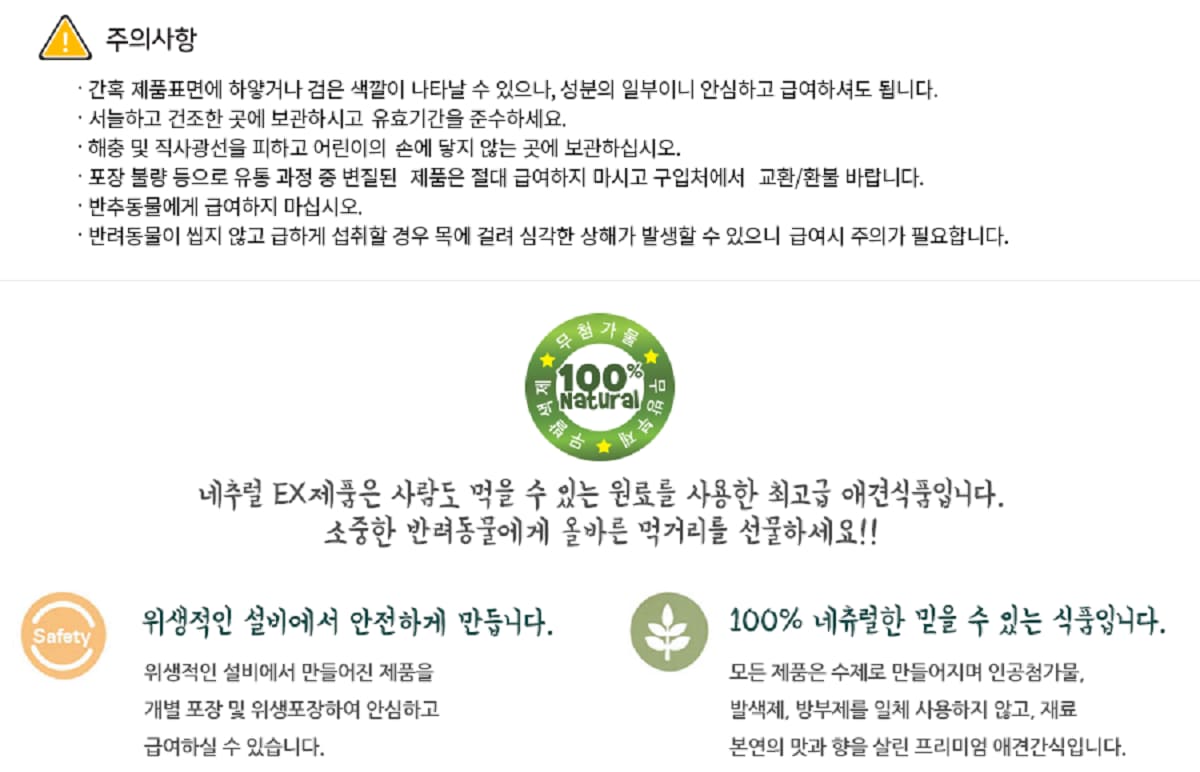 주의사항
· 간혹 제품표면에 하얗거나 검은 색깔이 나타날 수 있으나, 성분의 일부이니 안심하고 급여하셔도 됩니다.
· 서늘하고 건조한 곳에 보관하시고 유효기간을 준수하세요.
· 해충 및 직사광선을 피하고 어린이의 손에 닿지 않는 곳에 보관하십시오.
· 포장 불량 등으로 유통 과정 중 변질된 제품은 절대 급여하지 마시고 구입처에서 교환/환불 바랍니다.
· 반추동물에게 급여하지 마십시오.
· 반려동물이 씹지 않고 급하게 섭취할 경우 목에 걸려 심각한 상해가 발생할 수 있으니 급여시 주의가 필요합니다.
무첨가물
무방부제
무발색제
100%
Natural
네추럴 EX제품은 사람도 먹을 수 있는 원료를 사용한 최고급 애견식품입니다.
소중한 반려동물에게 올바른 먹거리를 선물하세요!!
Safety
위생적인 설비에서 안전하게 만듭니다.
위생적인 설비에서 만들어진 제품을
개별 포장 및 위생포장하여 안심하고
급여하실 수 있습니다.
100% 네츄럴한 믿을 수 있는 식품입니다.
모든 제품은 수제로 만들어지며 인공첨가물,
발색제, 방부제를 일체 사용하지 않고, 재료
본연의 맛과 향을 살린 프리미엄 애견간식입니다.